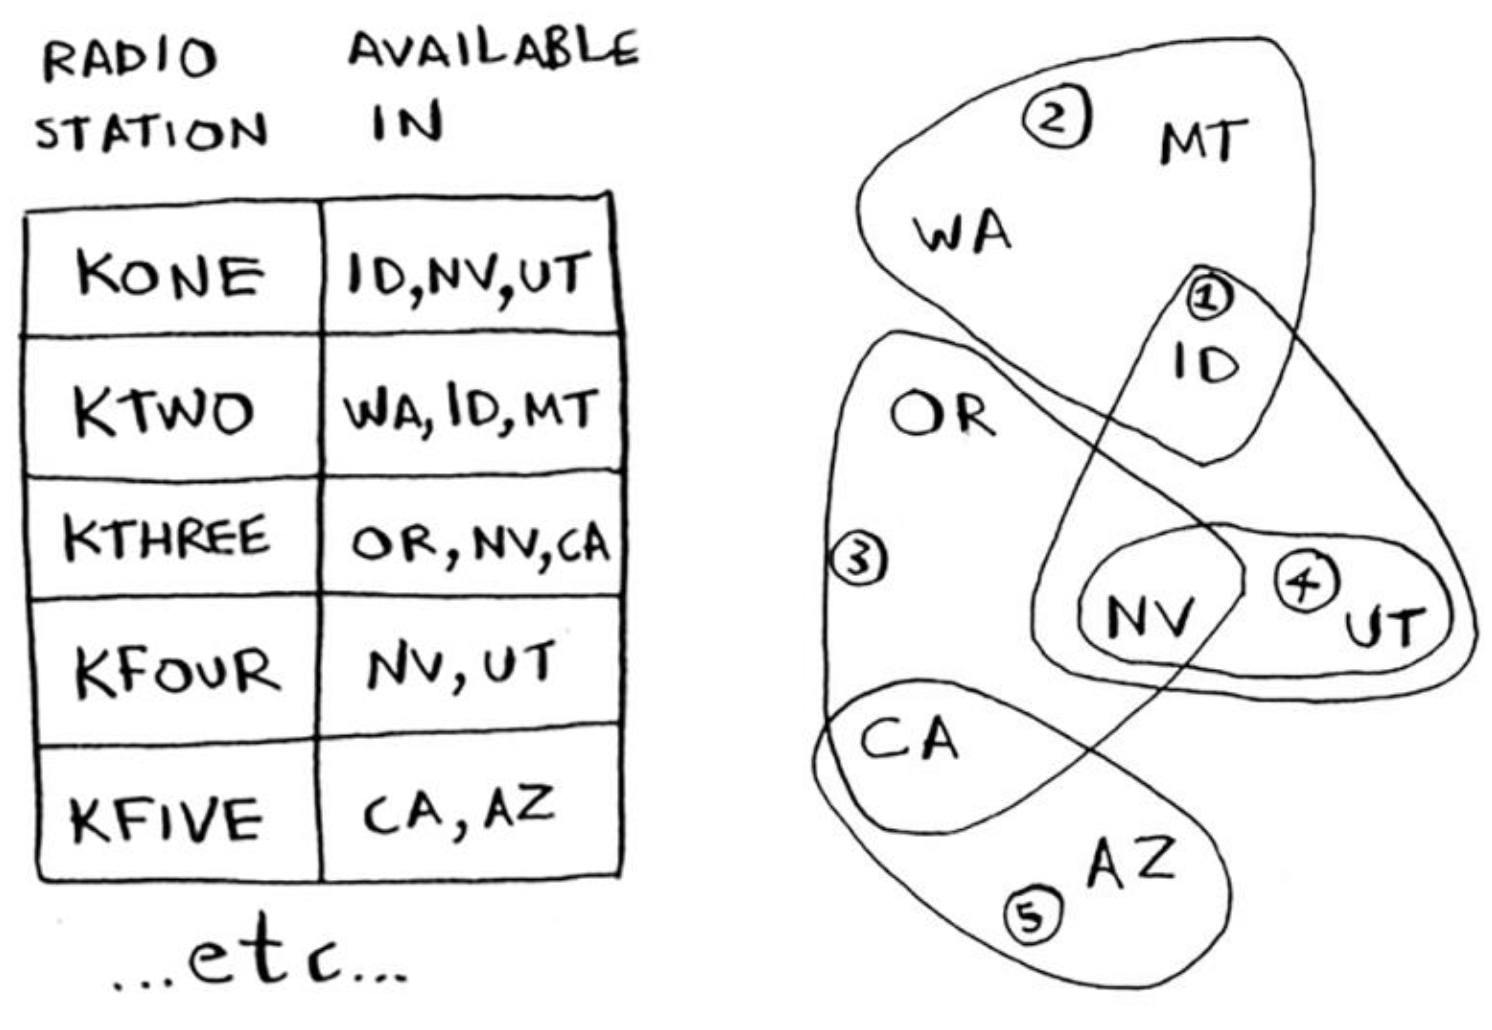 RADIO STATION AVAILABLE IN
KONE ID,NV,UT
KTWO WA,ID,MT
KTHREE OR,NV,CA
KFOUR NV,UT
KFIVE CA,AZ
...etc...
2
MT
WA
1
ID
OR
3
4
NV
UT
CA
AZ
5